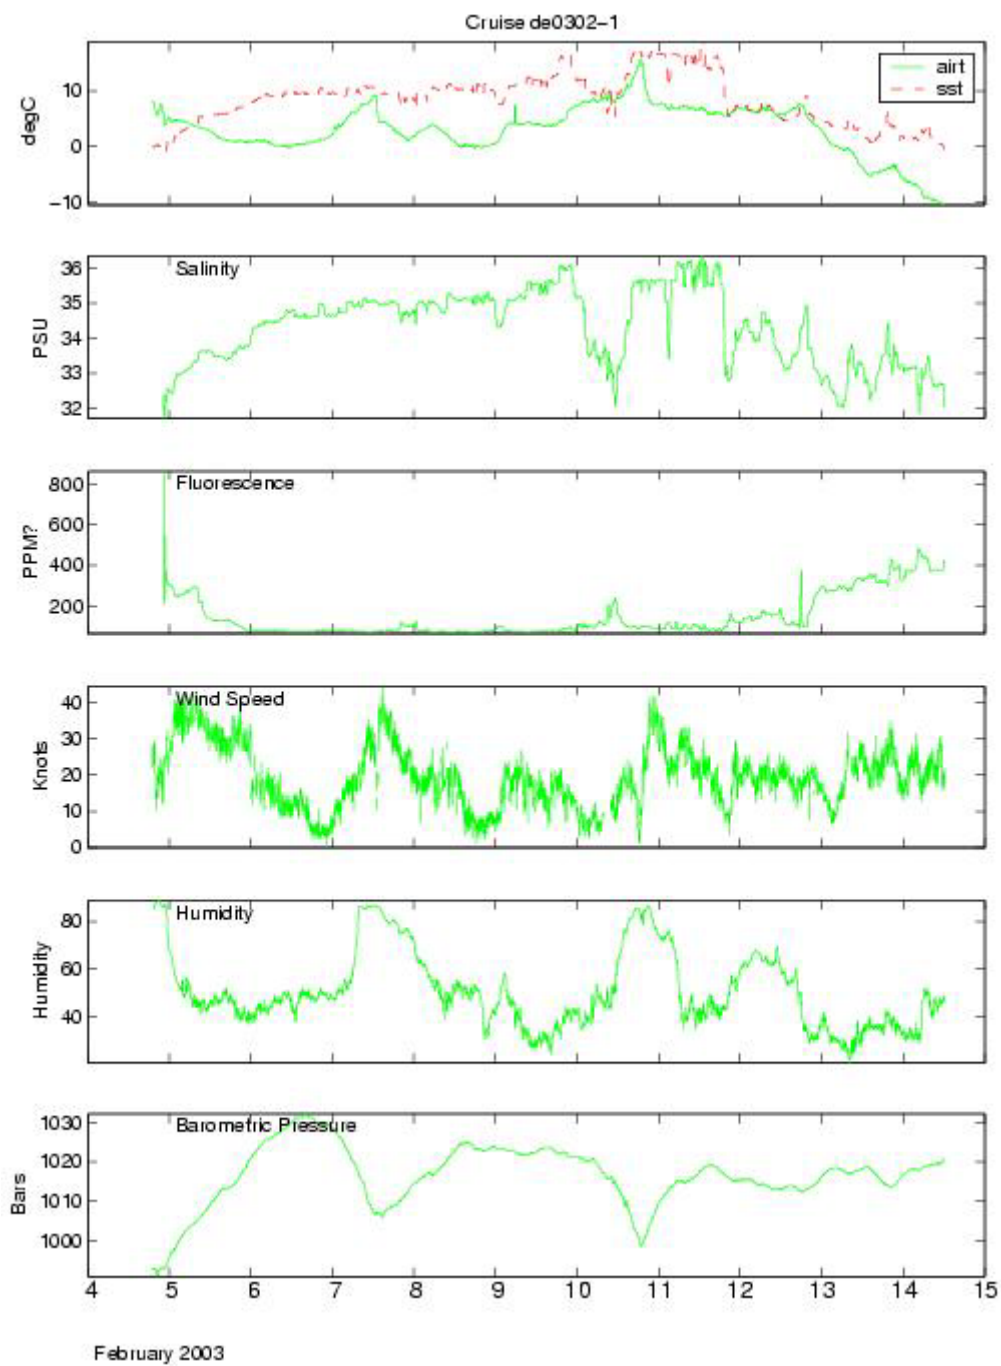 Cruise de0302-1
10
0
-10
degC
airt
sst
Salinity
36
35
34
33
32
PSU
Fluorescence
800
600
400
200
PPM?
Wind Speed
40
30
20
10
0
Knots
Humidity
80
60
40
Humidity
Barometric Pressure
1030
1020
1010
1000
Bars
4 5 6 7 8 9 10 11 12 13 14 15
February 2003